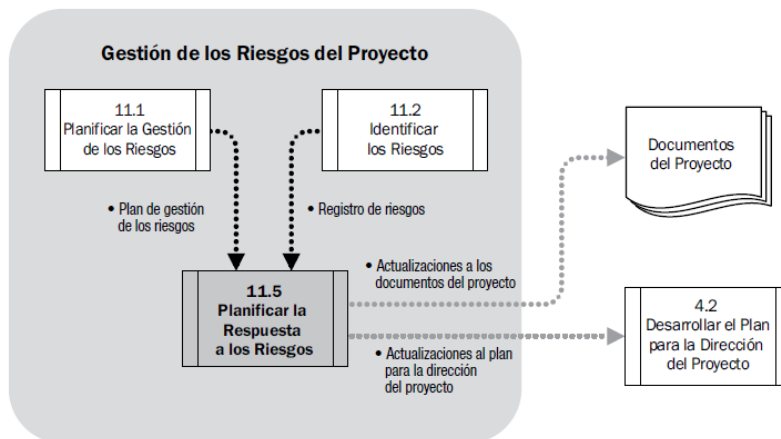 Gestión de los Riesgos del Proyecto
11.1
Planificar la Gestión
de los Riesgos
11.2
Identificar
los Riesgos
Documentos
del Proyecto
• Plan de gestión
de los riesgos
• Registro de riesgos
• Actualizaciones a los
documentos del proyecto
11.5
Planificar la
Respuesta
a los Riesgos
4.2
Desarrollar el Plan
para la Dirección
del Proyecto
• Actualizaciones al plan
para la dirección
del proyecto